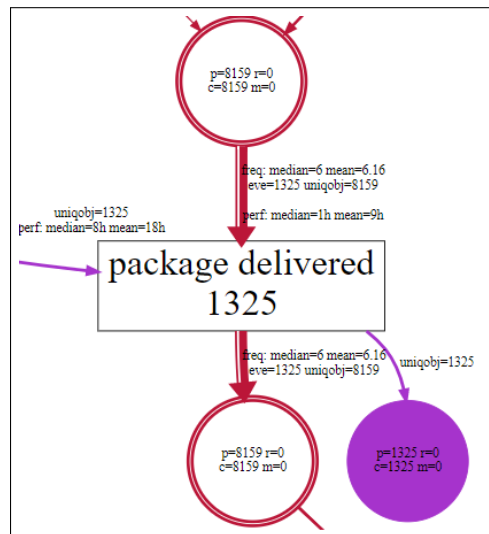 p=8159 r=0
c=8159 m=0
freq: median=6 mean=6.16
eve=1325 uniqobj=8159
perf: median=1h mean=9h
uniqobj=1325
perf: median=8h mean=18h
package delivered
1325
freq: median=6 mean=6.16
eve=1325 uniqobj=8159
uniqobj=1325
p=8159 r=0
c=8159 m=0
p=1325 r=0
c=1325 m=0